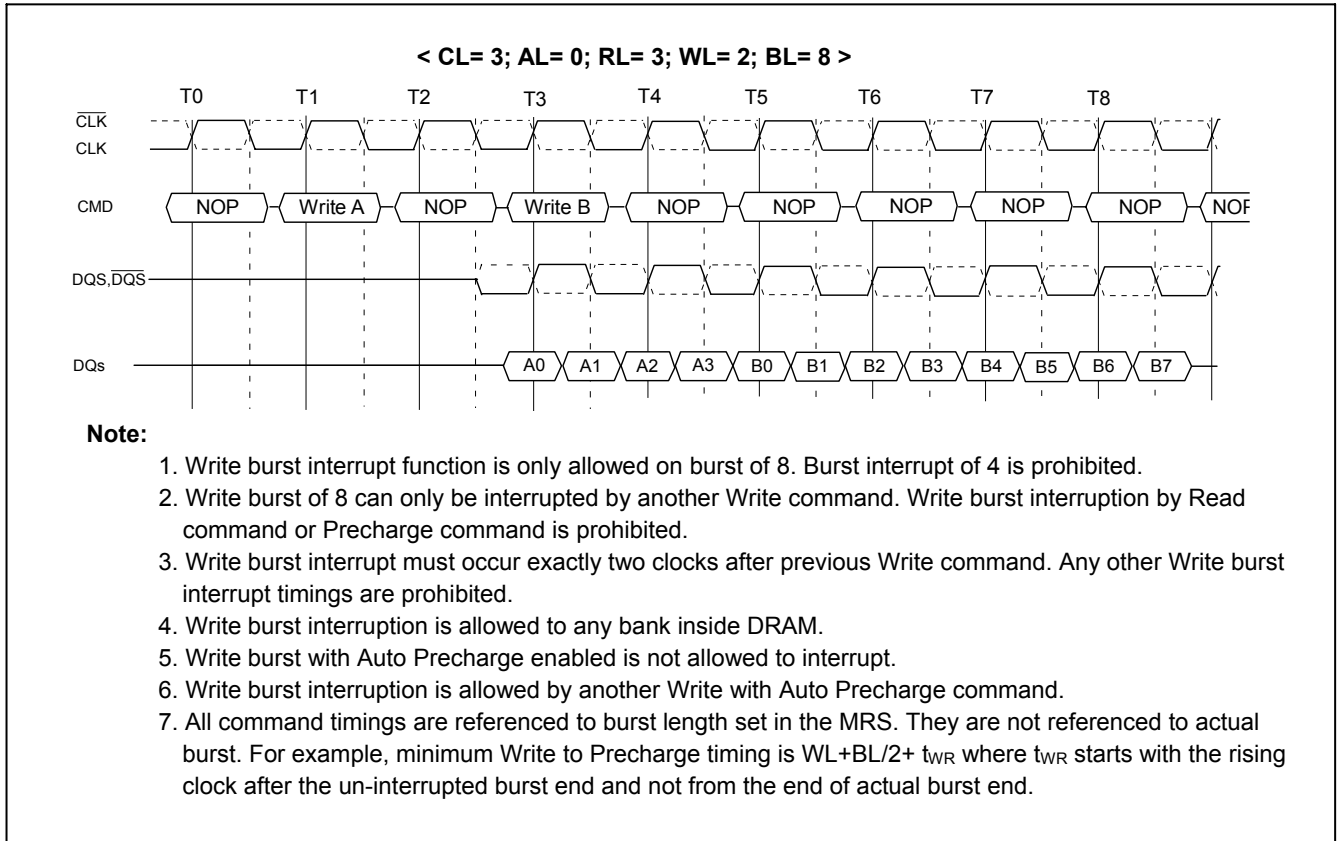 < CL= 3; AL= 0; RL= 3; WL= 2; BL= 8 >
T0 T1 T2 T3 T4 T5 T6 T7 T8
CLK
CLK
CMD NOP Write A NOP Write B NOP NOP NOP NOP NOP NOP
DQS,DQS
DQs A0 A1 A2 A3 B0 B1 B2 B3 B4 B5 B6 B7
Note:
1. Write burst interrupt function is only allowed on burst of 8. Burst interrupt of 4 is prohibited.
2. Write burst of 8 can only be interrupted by another Write command. Write burst interruption by Read
command or Precharge command is prohibited.
3. Write burst interrupt must occur exactly two clocks after previous Write command. Any other Write burst
interrupt timings are prohibited.
4. Write burst interruption is allowed to any bank inside DRAM.
5. Write burst with Auto Precharge enabled is not allowed to interrupt.
6. Write burst interruption is allowed by another Write with Auto Precharge command.
7. All command timings are referenced to burst length set in the MRS. They are not referenced to actual
burst. For example, minimum Write to Precharge timing is WL+BL/2+ tWR where tWR starts with the rising
clock after the un-interrupted burst end and not from the end of actual burst end.